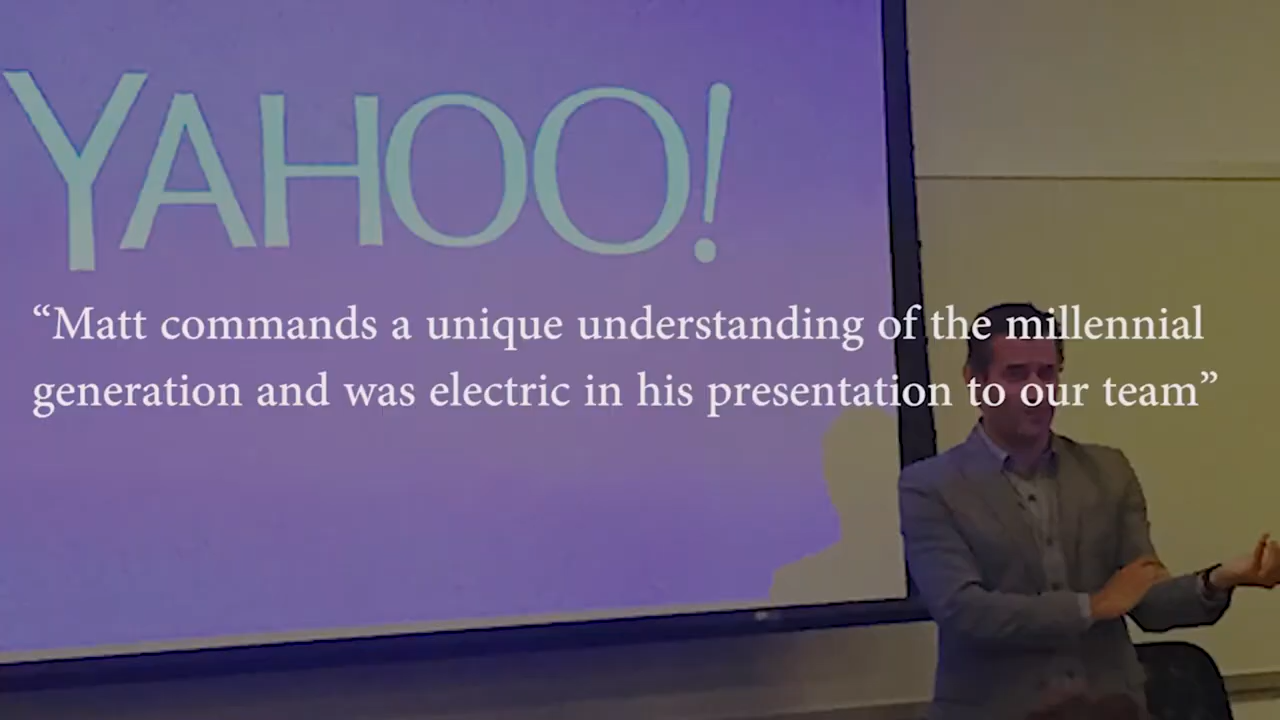 YAHOO!
“Matt commands a unique understanding of the millennial
generation and was electric in his presentation to our team”